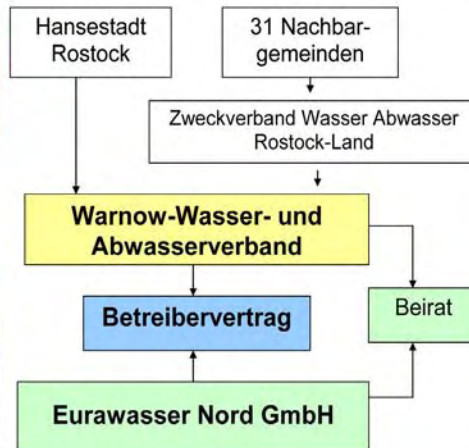 Hansestadt
Rostock
31 Nachbar-
gemeinden
Zweckverband Wasser Abwasser
Rostock-Land
Warnow-Wasser- und
Abwasserverband
Betreibervertrag
Beirat
Eurawasser Nord GmbH